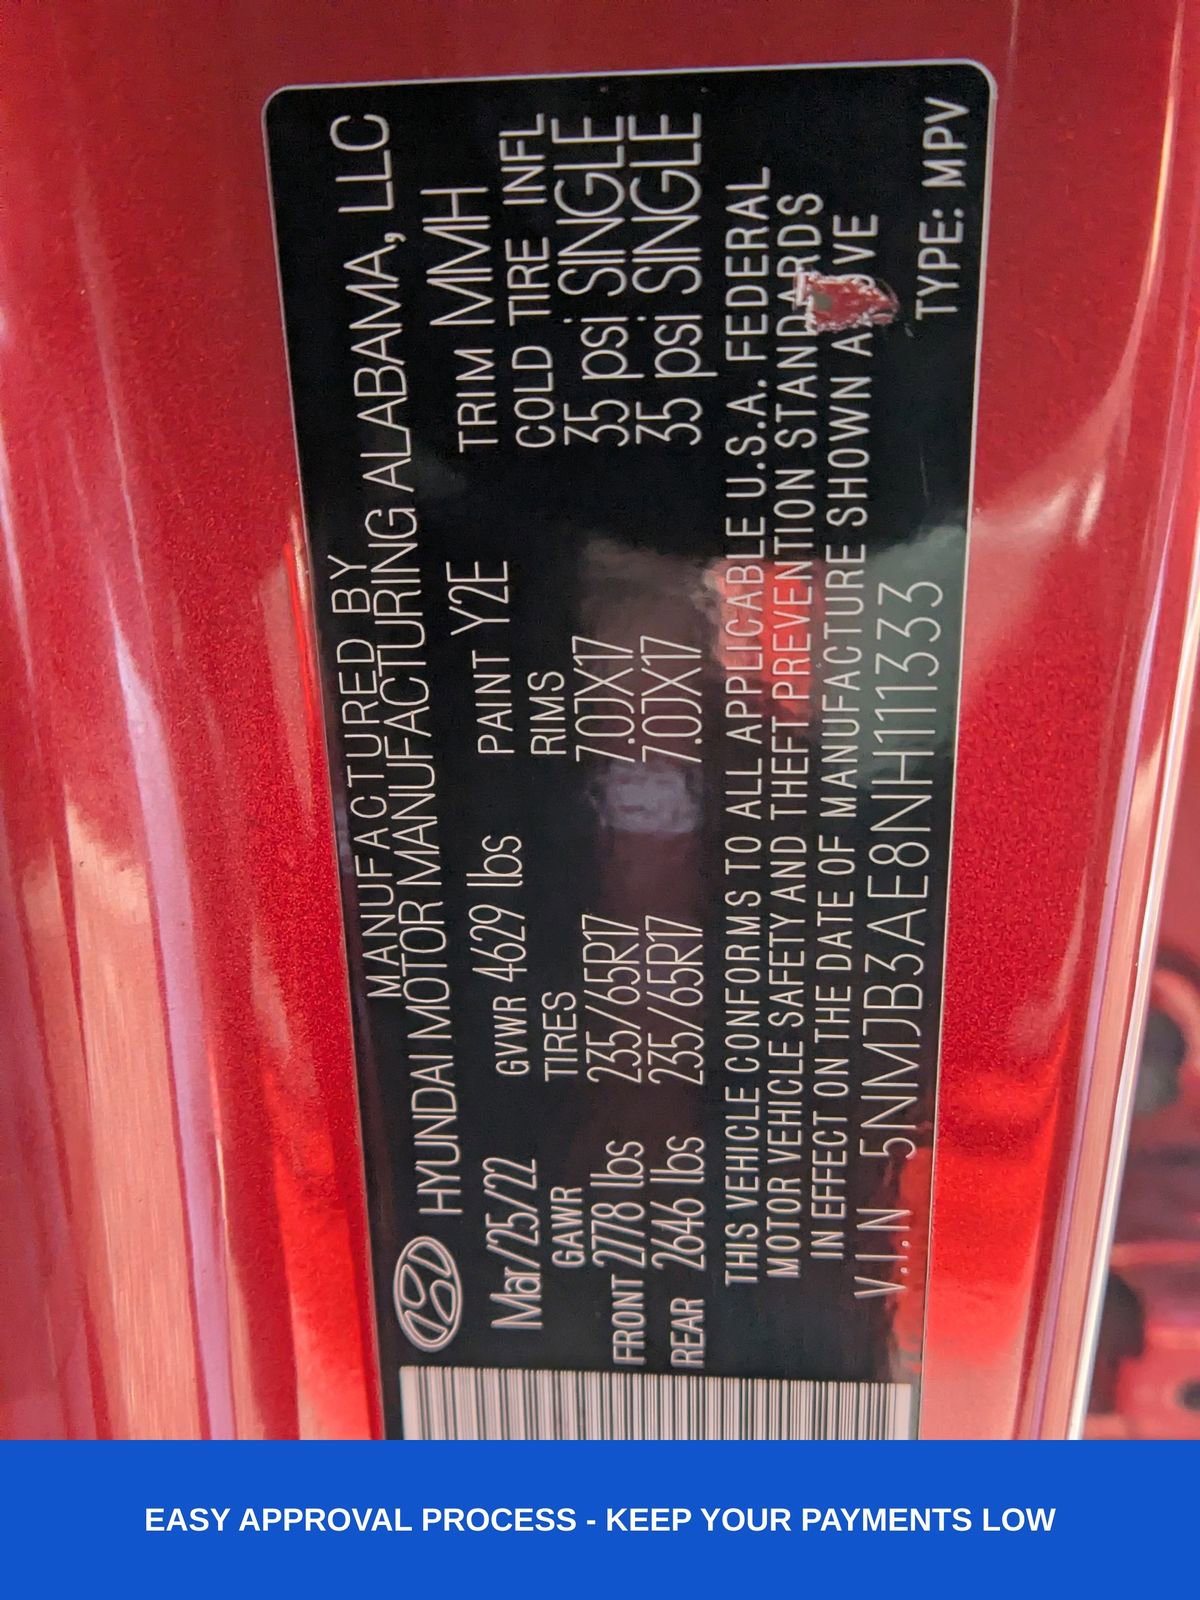 MANUFACTURED BY
HYUNDAI MOTOR MANUFACTURING ALABAMA, LLC
Mar/25/22 GVWR 4629 lbs PAINT Y2E TRIM MMH
GAWR TIRES RIMS COLD TIRE INFL
FRONT 2778 lbs 235/65R17 7.0JX17 35 psi SINGLE
REAR 2646 lbs 235/65R17 7.0JX17 35 psi SINGLE
THIS VEHICLE CONFORMS TO ALL APPLICABLE U.S.A. FEDERAL
MOTOR VEHICLE SAFETY AND THEFT PREVENTION STANDARDS
IN EFFECT ON THE DATE OF MANUFACTURE SHOWN ABOVE
V.I.N 5NMJB3AE8NH111333 TYPE: MPV
EASY APPROVAL PROCESS - KEEP YOUR PAYMENTS LOW